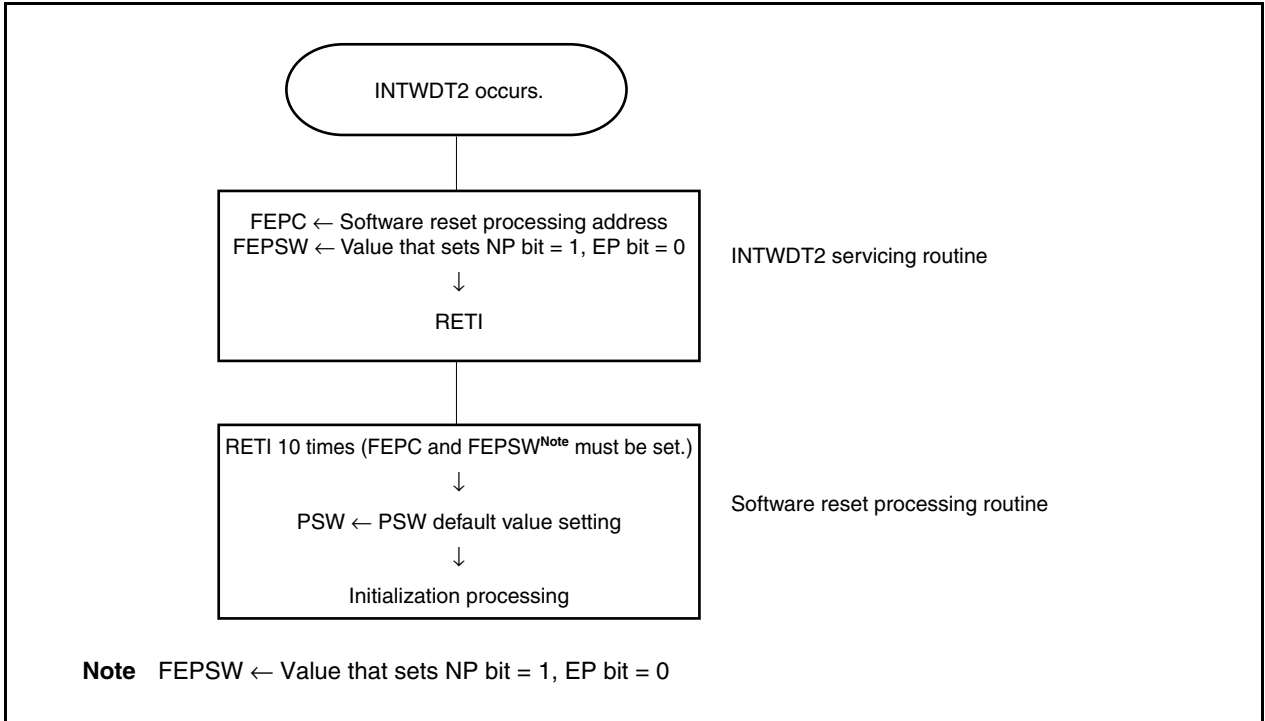 INTWDT2 occurs.
FEPC ← Software reset processing address
FEPSW ← Value that sets NP bit = 1, EP bit = 0
↓
RETI
INTWDT2 servicing routine
RETI 10 times (FEPC and FEPSWNote must be set.)
↓
PSW ← PSW default value setting
↓
Initialization processing
Software reset processing routine
Note FEPSW ← Value that sets NP bit = 1, EP bit = 0